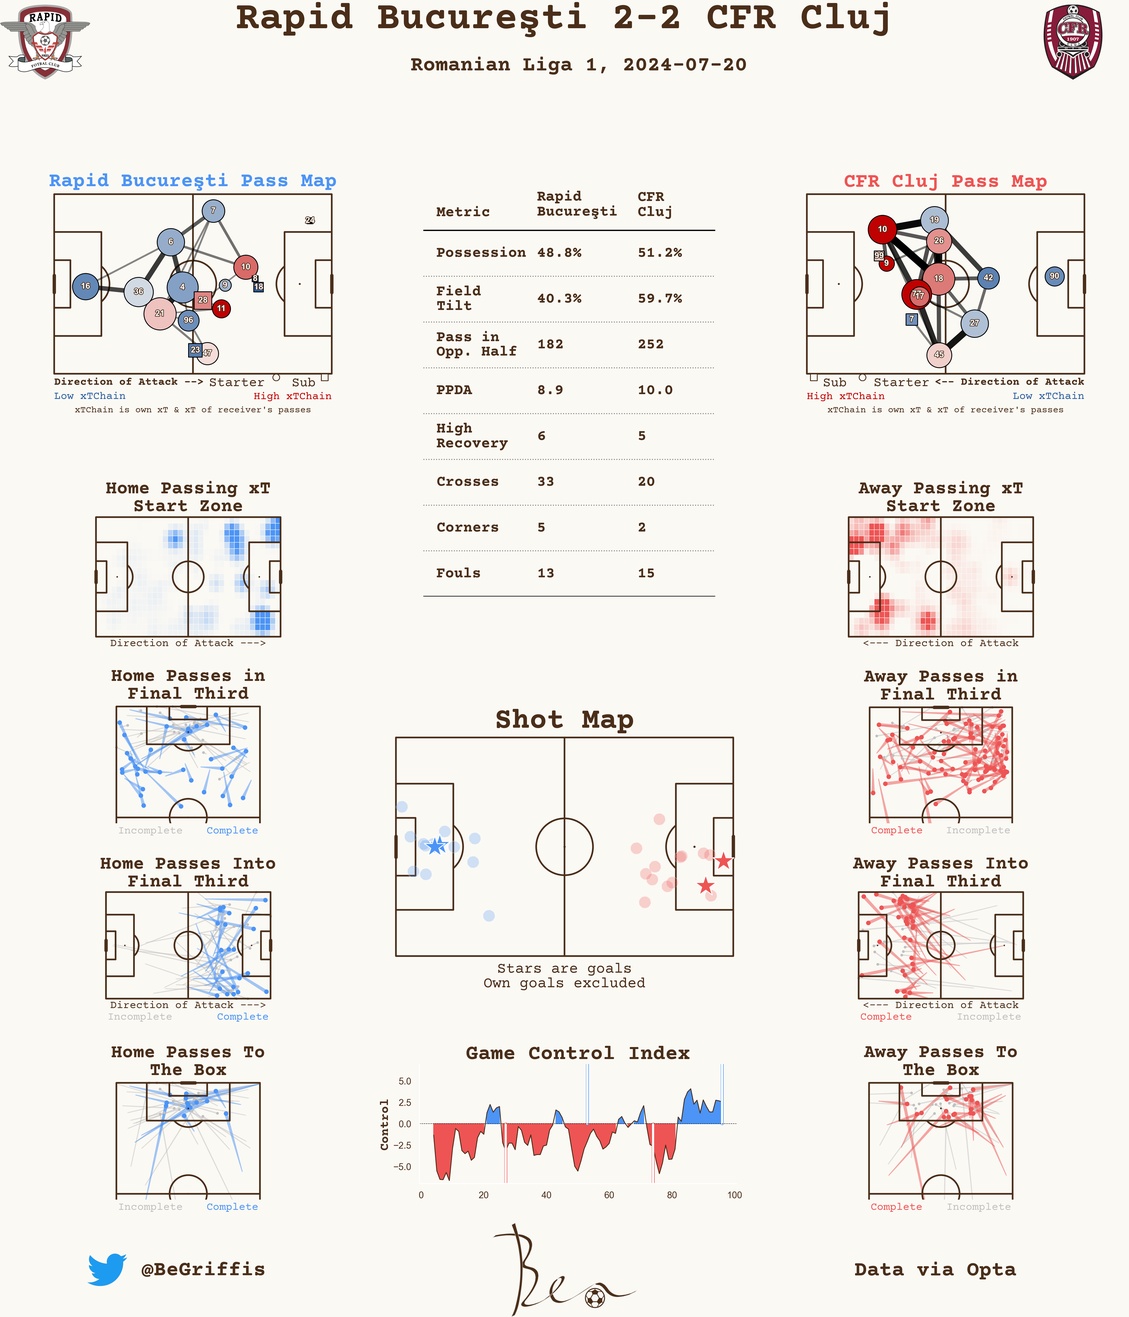 Rapid Bucureşti 2-2 CFR Cluj
Romanian Liga 1, 2024-07-20
RAPID
FOTBAL CLUB
CFR
1907
Rapid Bucureşti Pass Map
7
24
6
10
8
18
9
16
36
4
28
11
21
96
23
47
Direction of Attack --> Starter Sub
Low xTChain High xTChain
xTChain is own xT & xT of receiver's passes
Metric Rapid Bucureşti CFR Cluj
Possession 48.8% 51.2%
Field Tilt 40.3% 59.7%
Pass in Opp. Half 182 252
PPDA 8.9 10.0
High Recovery 6 5
Crosses 33 20
Corners 5 2
Fouls 13 15
CFR Cluj Pass Map
19
10
26
9
18
42
90
17
7
27
45
Sub Starter <-- Direction of Attack
High xTChain Low xTChain
xTChain is own xT & xT of receiver's passes
Home Passing xT
Start Zone
Direction of Attack --->
Away Passing xT
Start Zone
<--- Direction of Attack
Home Passes in
Final Third
Incomplete Complete
Away Passes in
Final Third
Complete Incomplete
Shot Map
Stars are goals
Own goals excluded
Home Passes Into
Final Third
Direction of Attack --->
Incomplete Complete
Away Passes Into
Final Third
<--- Direction of Attack
Complete Incomplete
Home Passes To
The Box
Incomplete Complete
Game Control Index
Control
5.0
2.5
0.0
−2.5
−5.0
0 20 40 60 80 100
Away Passes To
The Box
Complete Incomplete
@BeGriffis
Bea
Data via Opta